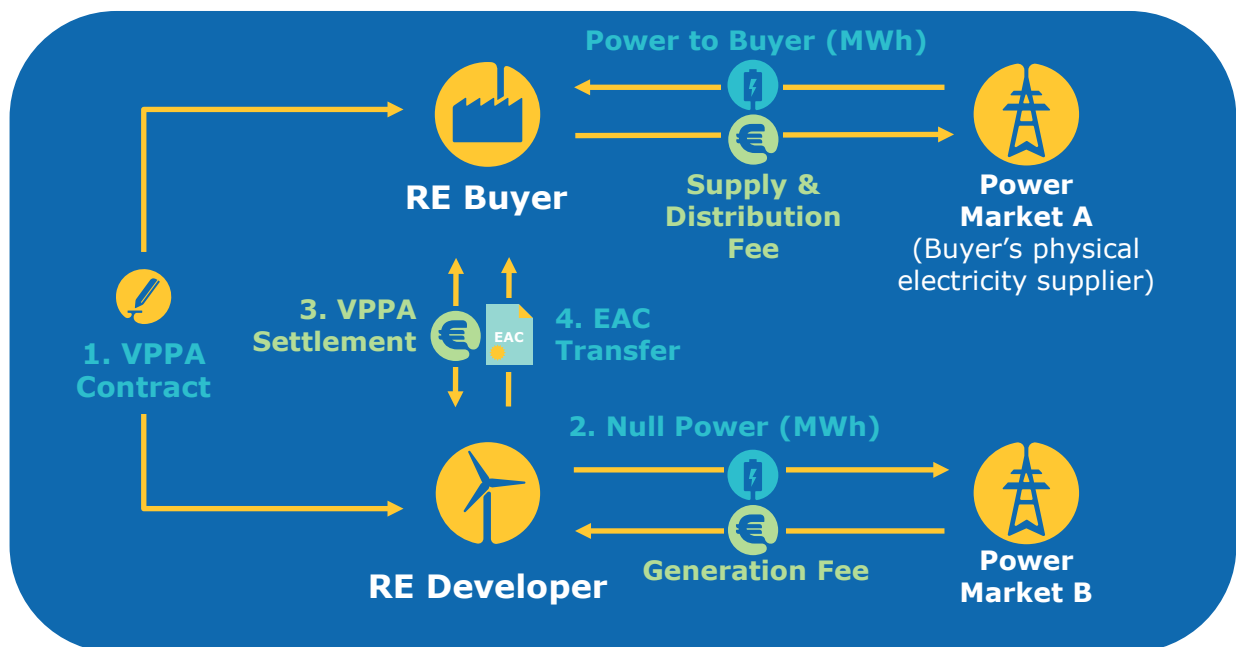 Power to Buyer (MWh)
RE Buyer
Supply &
Distribution
Fee
Power
Market A
(Buyer’s physical
electricity supplier)
1. VPPA
Contract
3. VPPA
Settlement
EAC
4. EAC
Transfer
2. Null Power (MWh)
RE Developer
Generation Fee
Power
Market B